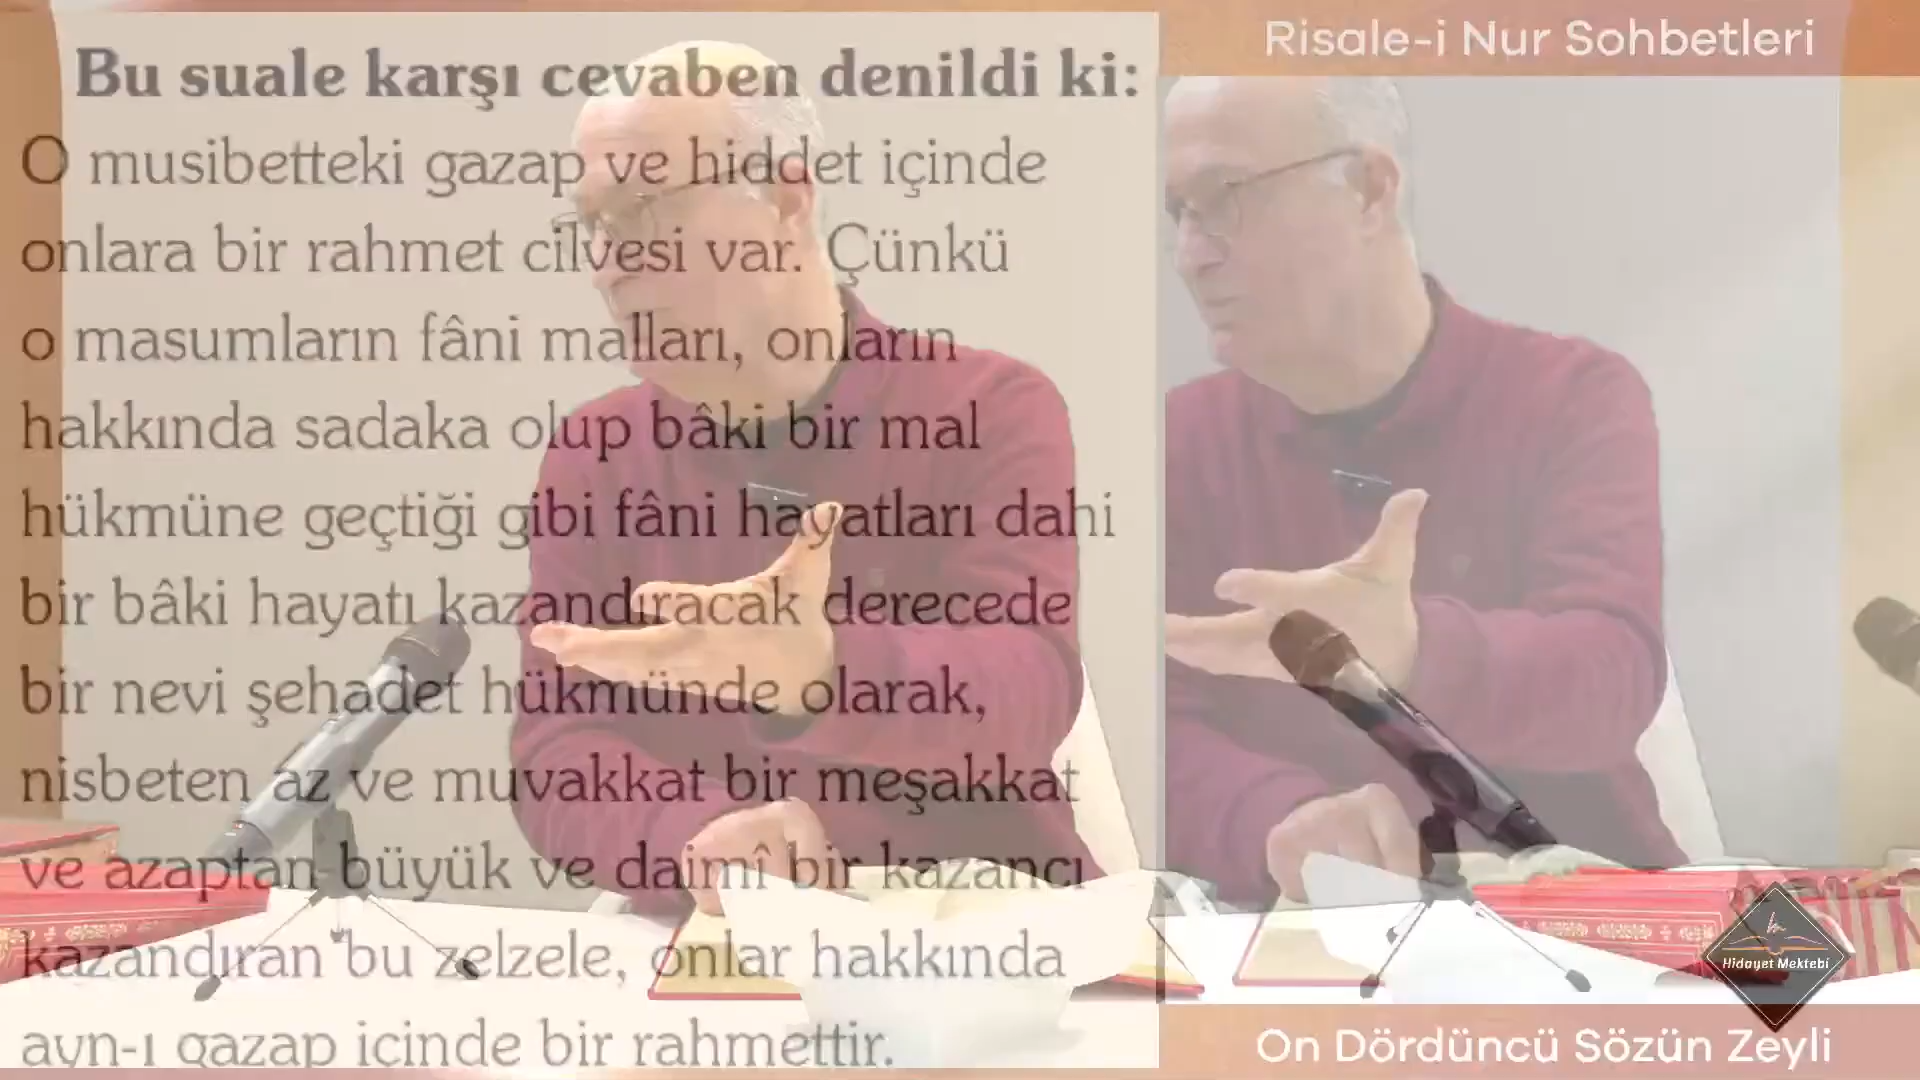 Risale-i Nur Sohbetleri
Bu suale karşı cevaben denildi ki:
O musibetteki gazap ve hiddet içinde
onlara bir rahmet cilvesi var. Çünkü
o masumların fâni malları, onların
hakkında sadaka olup bâki bir mal
hükmüne geçtiği gibi fâni hayatları dahi
bir bâki hayatı kazandıracak derecede
bir nevi şehadet hükmünde olarak,
nisbeten az ve muvakkat bir meşakkat
ve azaptan büyük ve daimî bir kazancı
kazandıran bu zelzele, onlar hakkında
ayn-ı gazap içinde bir rahmettir.
Hidayet Mektebi
On Dördüncü Sözün Zeyli